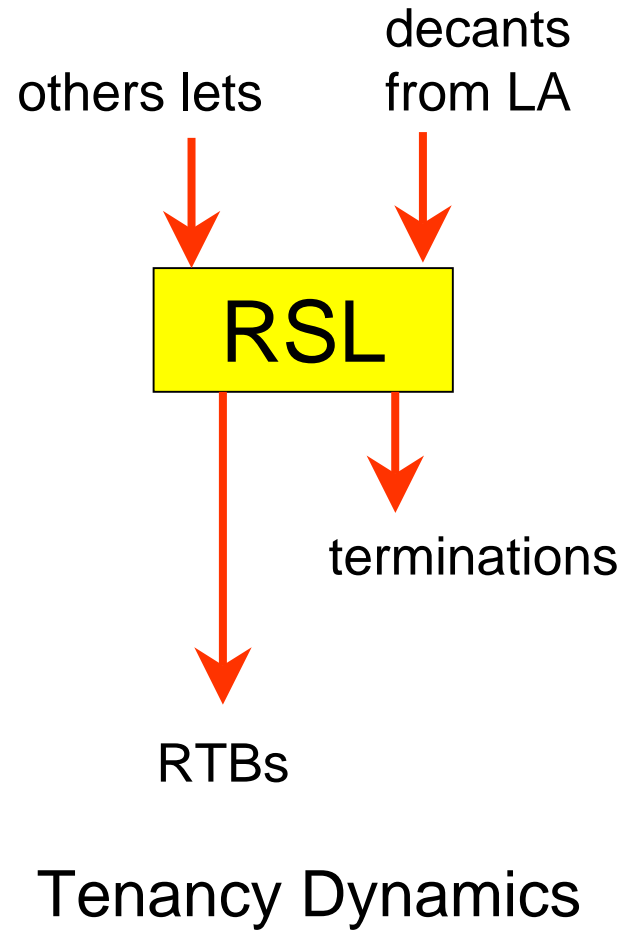 decants
others lets
from LA
RSL
terminations
RTBs
Tenancy Dynamics